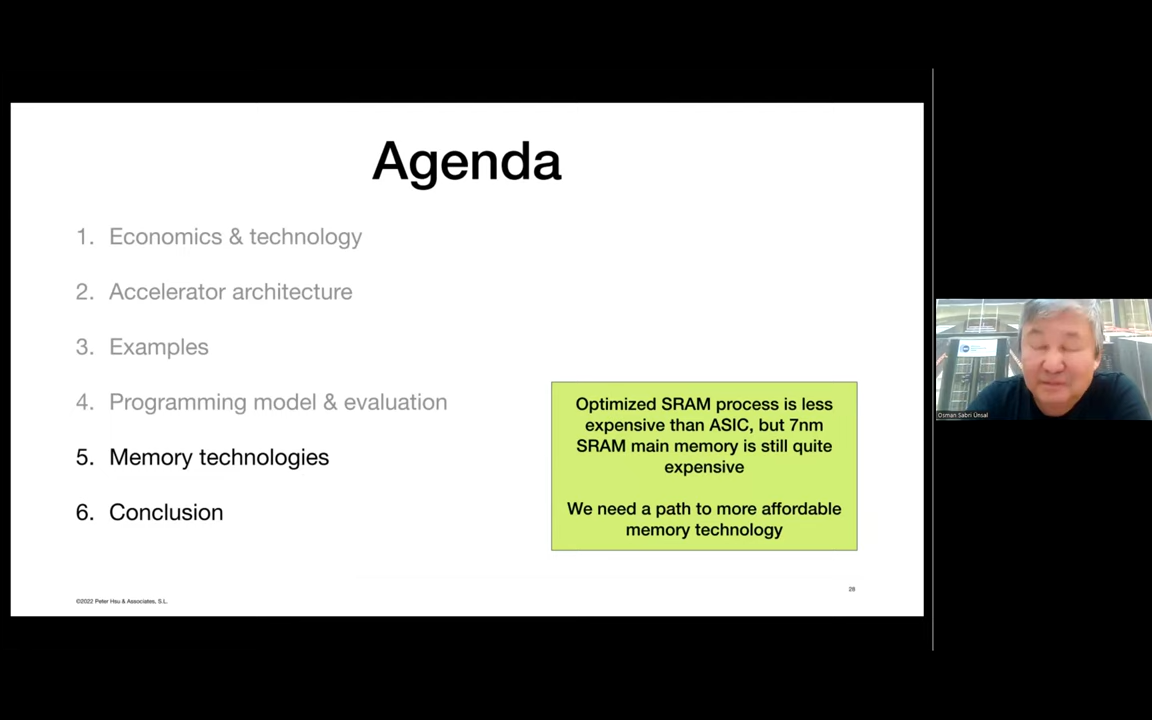 Agenda
1. Economics & technology
2. Accelerator architecture
3. Examples
4. Programming model & evaluation
5. Memory technologies
6. Conclusion
Optimized SRAM process is less
expensive than ASIC, but 7nm
SRAM main memory is still quite
expensive
We need a path to more affordable
memory technology
©2022 Peter Hsu & Associates, S.L.
28
Osman Sabri Ünsal